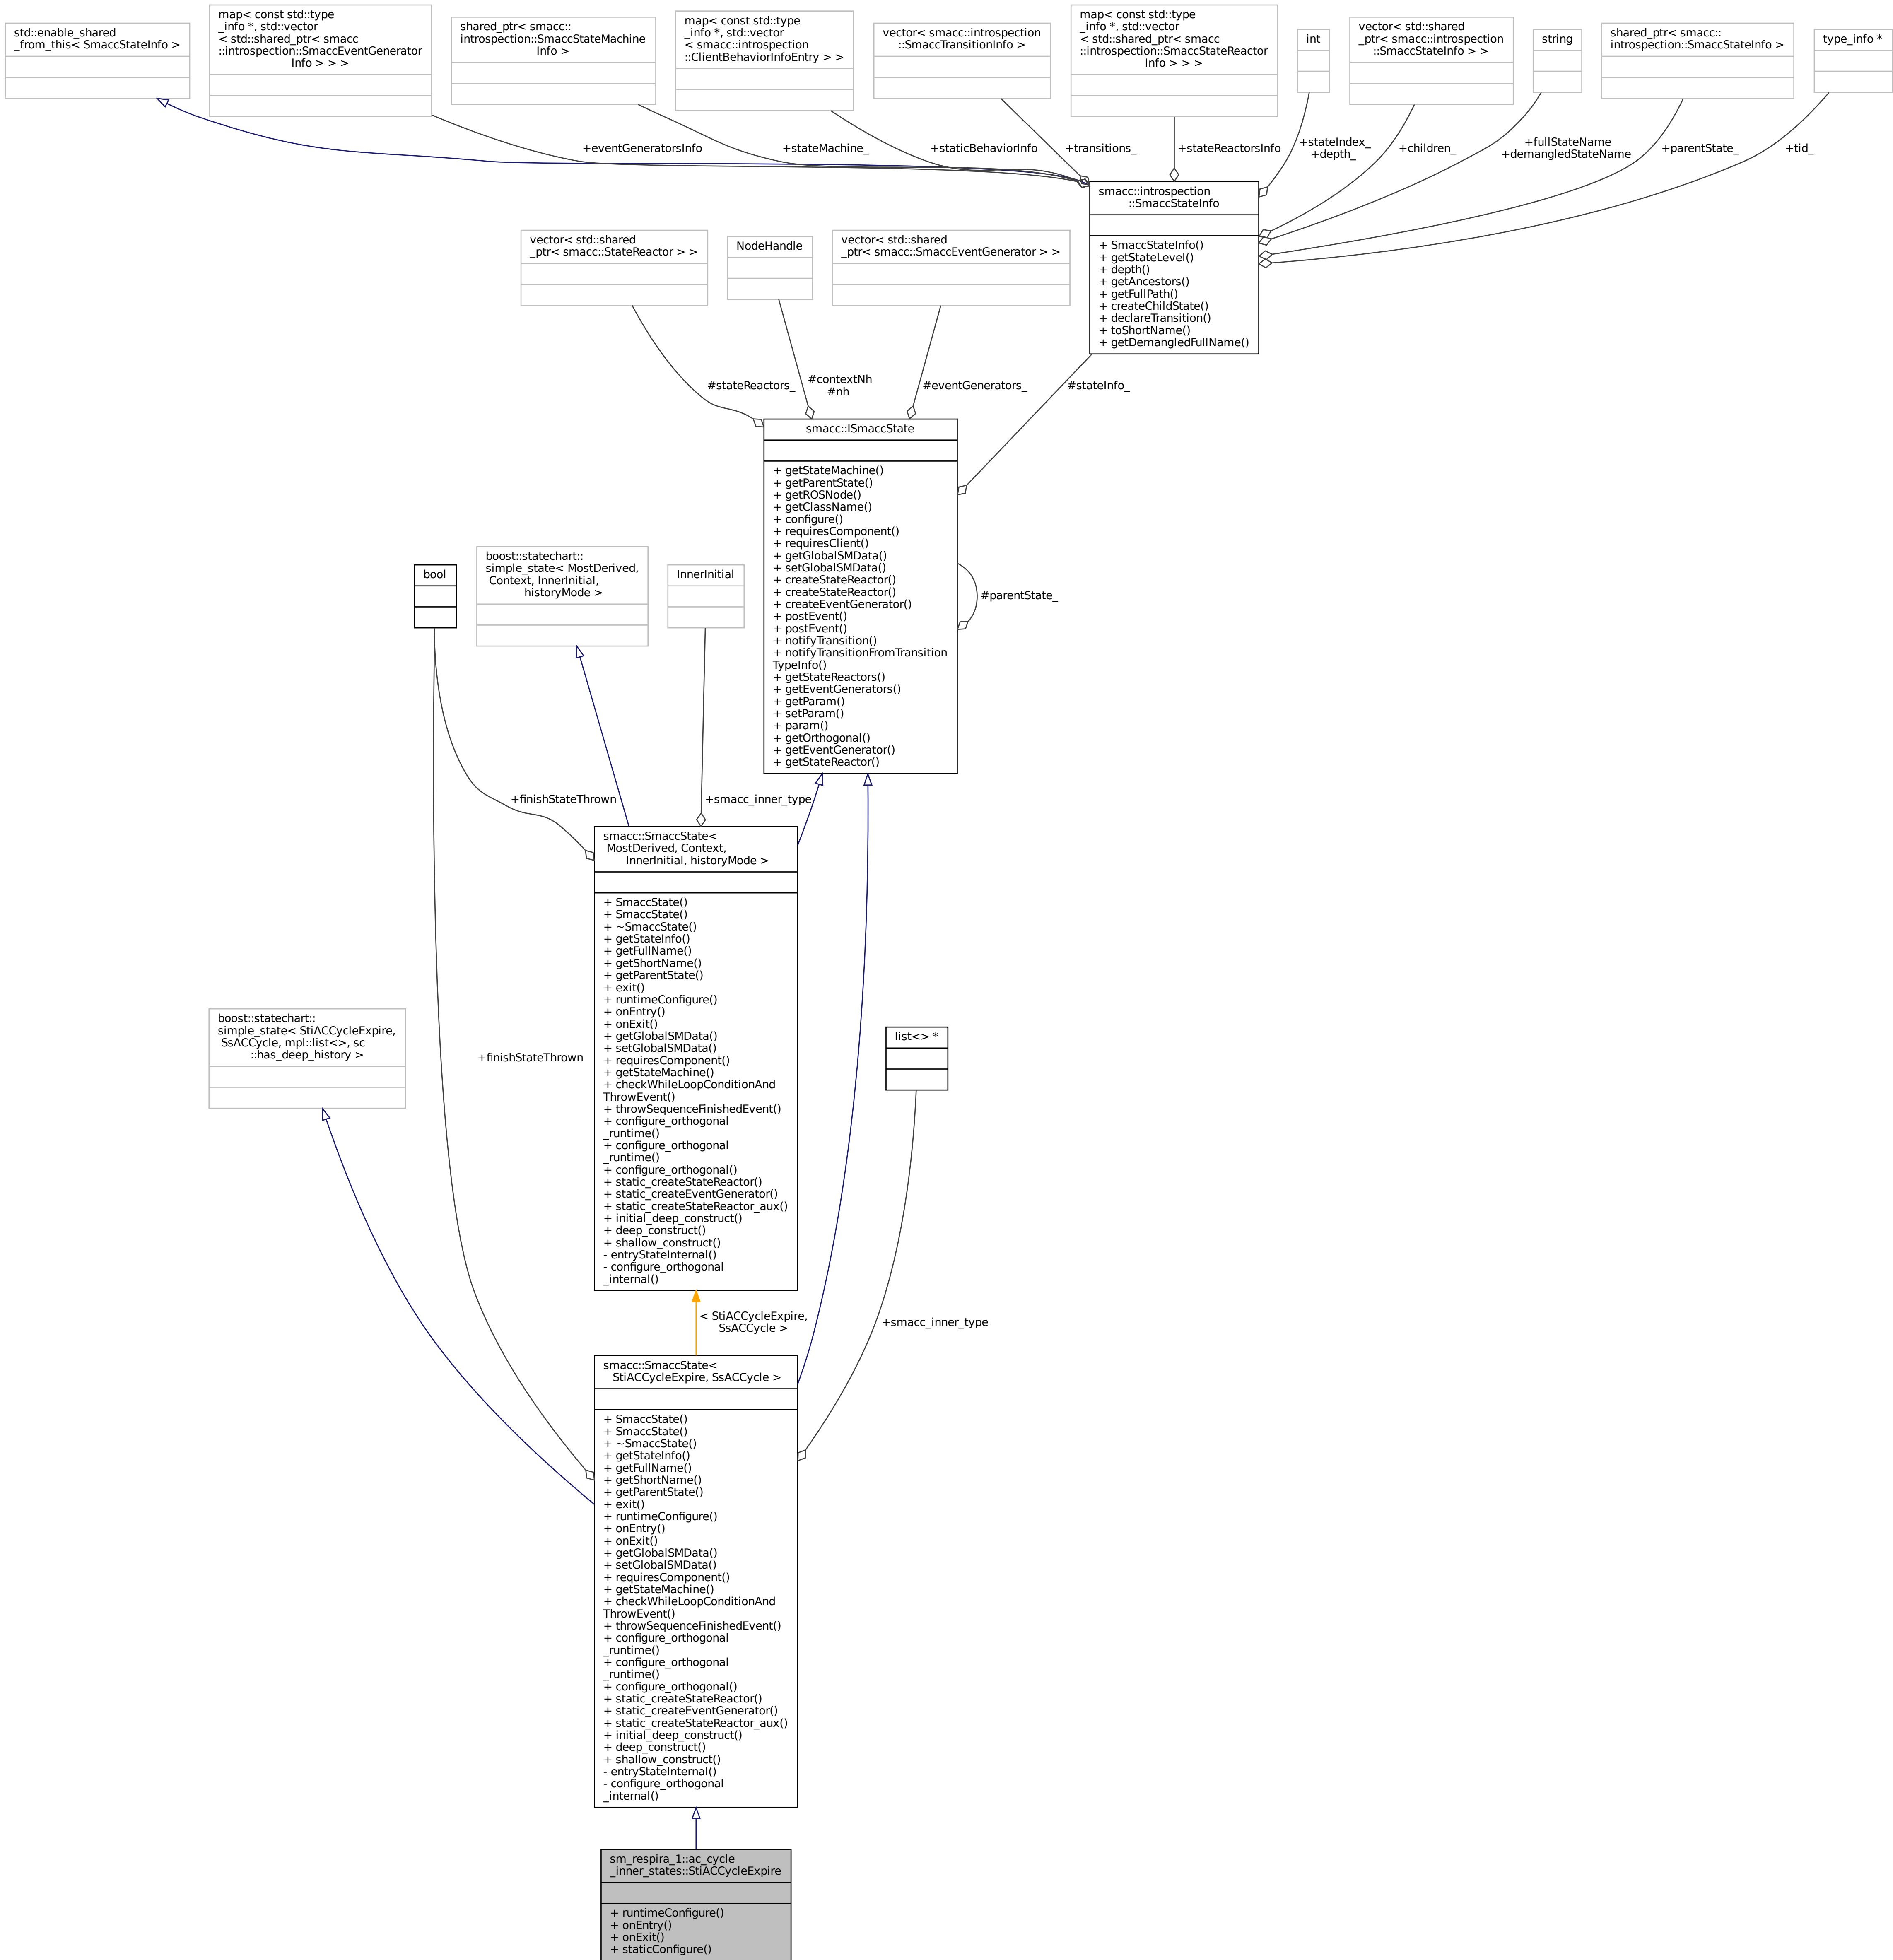 std::enable_shared
_from_this< SmaccStateInfo >
map< const std::type
_info *, std::vector
< std::shared_ptr< smacc
::introspection::SmaccEventGenerator
Info > > >
shared_ptr< smacc::
introspection::SmaccStateMachine
Info >
map< const std::type
_info *, std::vector
< smacc::introspection
::ClientBehaviorInfoEntry > >
vector< smacc::introspection
::SmaccTransitionInfo >
map< const std::type
_info *, std::vector
< std::shared_ptr< smacc
::introspection::SmaccStateReactor
Info > > >
int
vector< std::shared
_ptr< smacc::introspection
::SmaccStateInfo > >
string
shared_ptr< smacc::
introspection::SmaccStateInfo >
type_info *
+eventGeneratorsInfo
+stateMachine_
+staticBehaviorInfo
+transitions_
+stateReactorsInfo
+stateIndex_
+depth_
+children_
+fullStateName
+demangledStateName
+parentState_
+tid_
smacc::introspection
::SmaccStateInfo
+ SmaccStateInfo()
+ getStateLevel()
+ depth()
+ getAncestors()
+ getFullPath()
+ createChildState()
+ declareTransition()
+ toShortName()
+ getDemangledFullName()
vector< std::shared
_ptr< smacc::StateReactor > >
NodeHandle
vector< std::shared
_ptr< smacc::SmaccEventGenerator > >
#stateReactors_
#contextNh
#nh
#eventGenerators_
#stateInfo_
smacc::ISmaccState
+ getStateMachine()
+ getParentState()
+ getROSNode()
+ getClassName()
+ configure()
+ requiresComponent()
+ requiresClient()
+ getGlobalSMData()
+ setGlobalSMData()
+ createStateReactor()
+ createStateReactor()
+ createEventGenerator()
+ postEvent()
+ postEvent()
+ notifyTransition()
+ notifyTransitionFromTransition
TypeInfo()
+ getStateReactors()
+ getEventGenerators()
+ getParam()
+ setParam()
+ param()
+ getOrthogonal()
+ getEventGenerator()
+ getStateReactor()
#parentState_
bool
boost::statechart::
simple_state< MostDerived,
Context, InnerInitial,
historyMode >
InnerInitial
+finishStateThrown
+smacc_inner_type
smacc::SmaccState<
MostDerived, Context,
InnerInitial, historyMode >
+ SmaccState()
+ SmaccState()
+ ~SmaccState()
+ getStateInfo()
+ getFullName()
+ getShortName()
+ getParentState()
+ exit()
+ runtimeConfigure()
+ onEntry()
+ onExit()
+ getGlobalSMData()
+ setGlobalSMData()
+ requiresComponent()
+ getStateMachine()
+ checkWhileLoopConditionAnd
ThrowEvent()
+ throwSequenceFinishedEvent()
+ configure_orthogonal
_runtime()
+ configure_orthogonal
_runtime()
+ configure_orthogonal()
+ static_createStateReactor()
+ static_createEventGenerator()
+ static_createStateReactor_aux()
+ initial_deep_construct()
+ deep_construct()
+ shallow_construct()
- entryStateInternal()
- configure_orthogonal
_internal()
boost::statechart::
simple_state< StiACCycleExpire,
SsACCycle, mpl::list<>, sc
::has_deep_history >
+finishStateThrown
list<> *
< StiACCycleExpire,
SsACCycle >
+smacc_inner_type
smacc::SmaccState<
StiACCycleExpire, SsACCycle >
+ SmaccState()
+ SmaccState()
+ ~SmaccState()
+ getStateInfo()
+ getFullName()
+ getShortName()
+ getParentState()
+ exit()
+ runtimeConfigure()
+ onEntry()
+ onExit()
+ getGlobalSMData()
+ setGlobalSMData()
+ requiresComponent()
+ getStateMachine()
+ checkWhileLoopConditionAnd
ThrowEvent()
+ throwSequenceFinishedEvent()
+ configure_orthogonal
_runtime()
+ configure_orthogonal
_runtime()
+ configure_orthogonal()
+ static_createStateReactor()
+ static_createEventGenerator()
+ static_createStateReactor_aux()
+ initial_deep_construct()
+ deep_construct()
+ shallow_construct()
- entryStateInternal()
- configure_orthogonal
_internal()
sm_respira_1::ac_cycle
_inner_states::StiACCycleExpire
+ runtimeConfigure()
+ onEntry()
+ onExit()
+ staticConfigure()